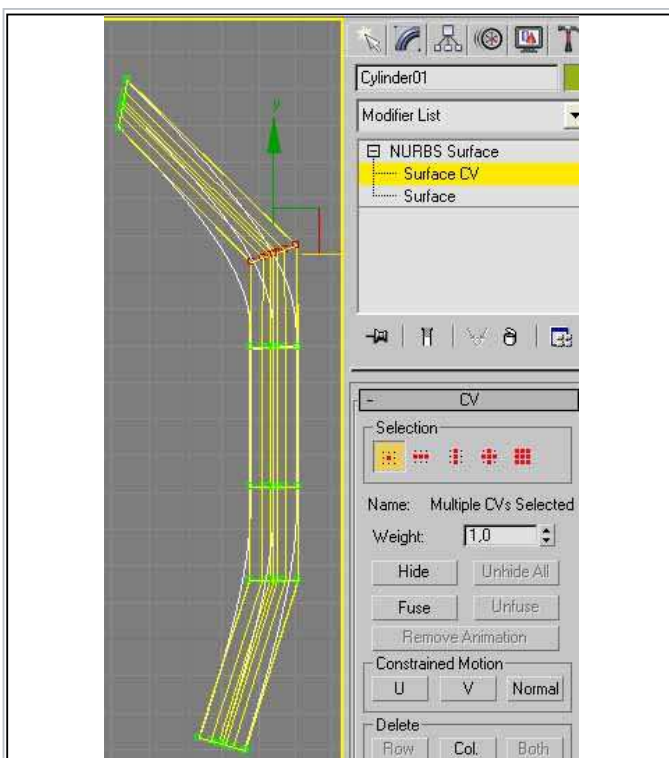 Cylinder01
Modifier List
NURBS Surface
Surface CV
Surface
y
- CV
Selection
Name: Multiple CVs Selected
Weight: 1,0
Hide Unhide All
Fuse Unfuse
Remove Animation
Constrained Motion
U V Normal
Delete
Row Col. Both